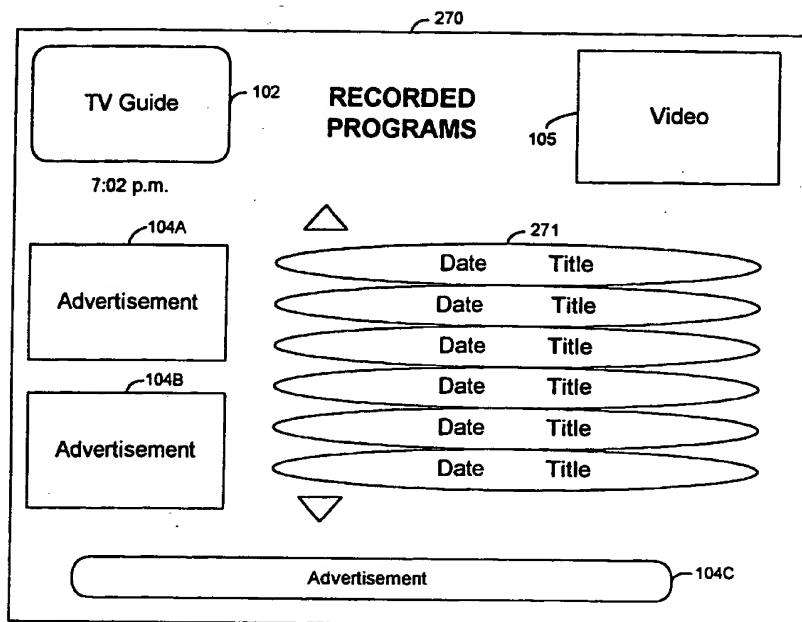 270
TV Guide
102
RECORDED
PROGRAMS
105
Video
7:02 p.m.
104A
Advertisement
271
Date Title
Date Title
Date Title
Date Title
Date Title
Date Title
104B
Advertisement
Advertisement
104C